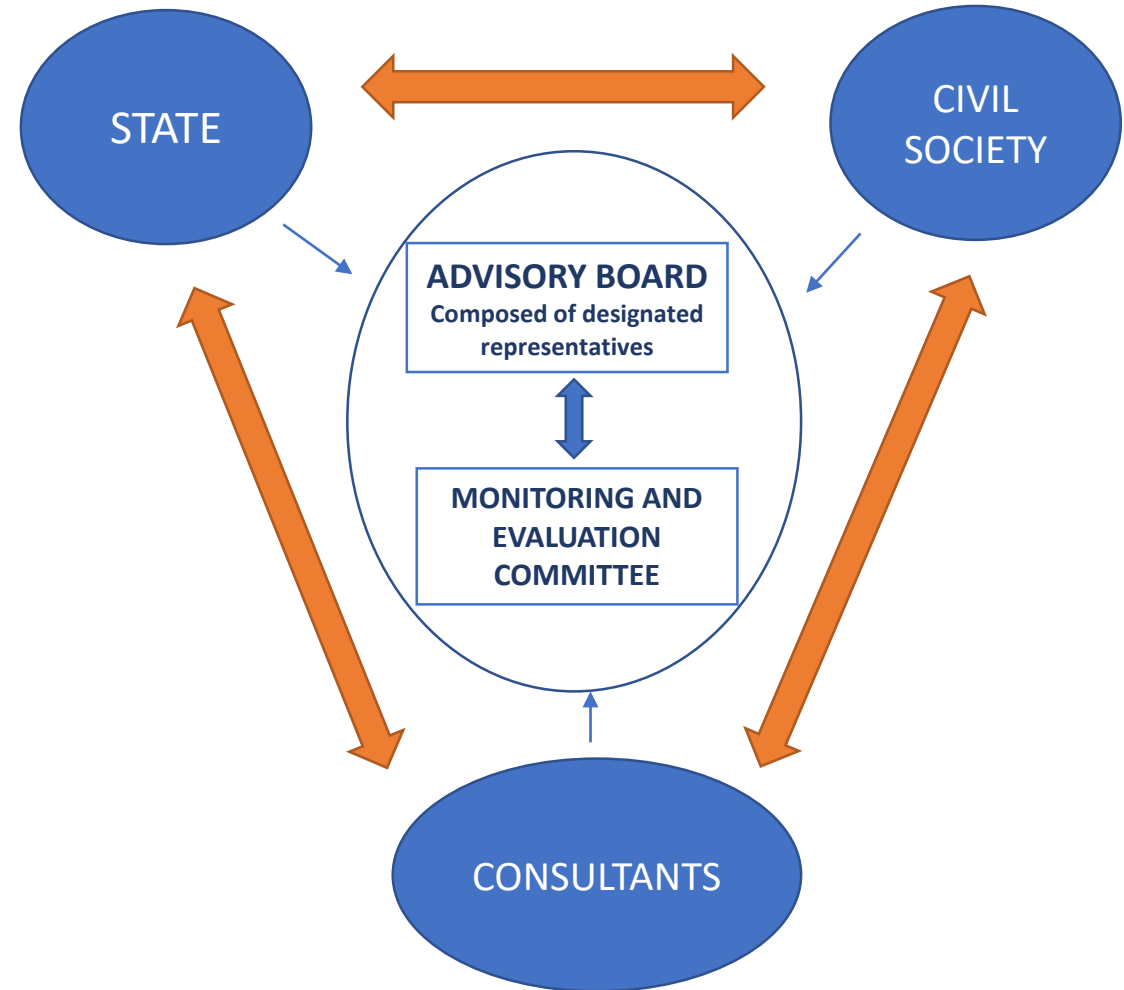 STATE
CIVIL
SOCIETY
ADVISORY BOARD
Composed of designated
representatives
MONITORING AND
EVALUATION
COMMITTEE
CONSULTANTS